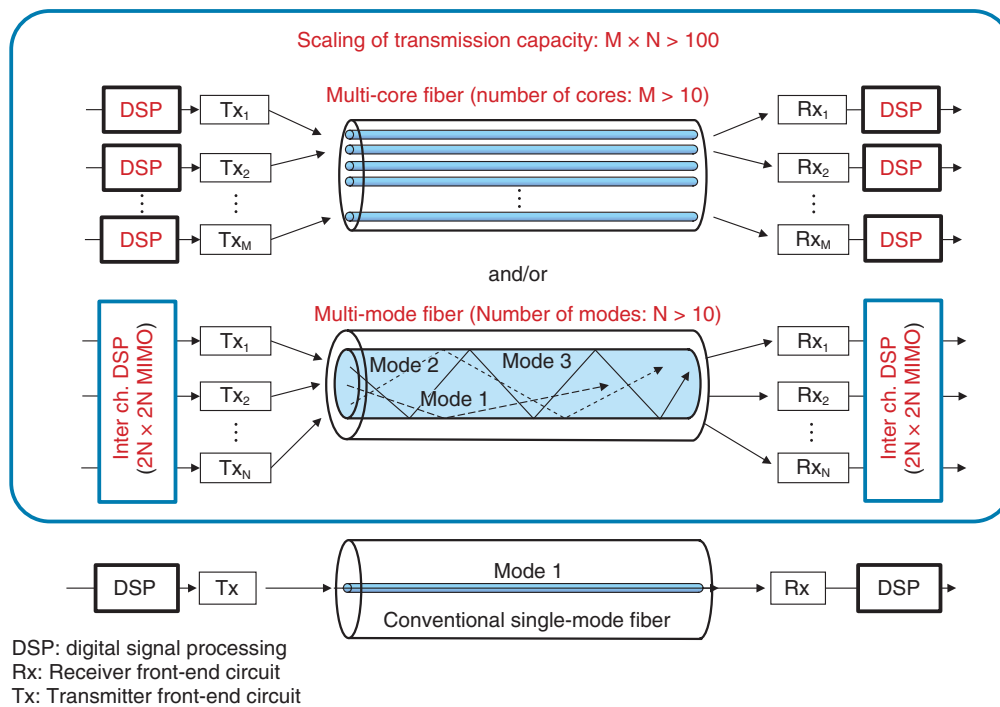 Scaling of transmission capacity: M × N > 100
Multi-core fiber (number of cores: M > 10)
DSP
Tx1
Rx1
DSP
DSP
Tx2
Rx2
DSP
DSP
TxM
RxM
DSP
and/or
Multi-mode fiber (Number of modes: N > 10)
Inter ch. DSP
(2N × 2N MIMO)
Tx1
Tx2
TxN
Mode 2
Mode 3
Mode 1
Rx1
Rx2
RxN
Inter ch. DSP
(2N × 2N MIMO)
DSP
Tx
Mode 1
Conventional single-mode fiber
Rx
DSP
DSP: digital signal processing
Rx: Receiver front-end circuit
Tx: Transmitter front-end circuit